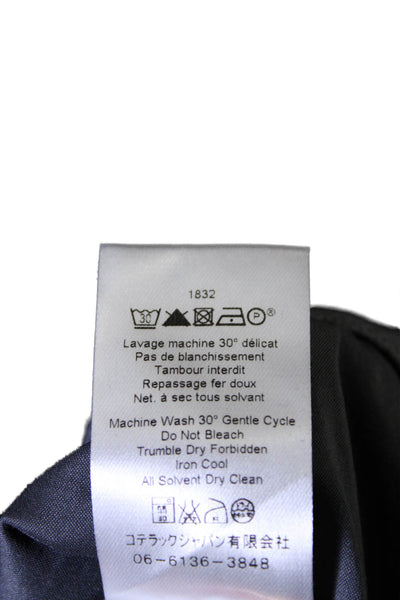 1832
30 P®
Lavage machine 30° délicat
Pas de blanchissement
Tambour interdit
Repassage fer doux
Net. à sec tous solvant
Machine Wash 30° Gentle Cycle
Do Not Bleach
Trumble Dry Forbidden
Iron Cool
All Solvent Dry Clean
コテラックジャパン有限会社
06-6136-3848